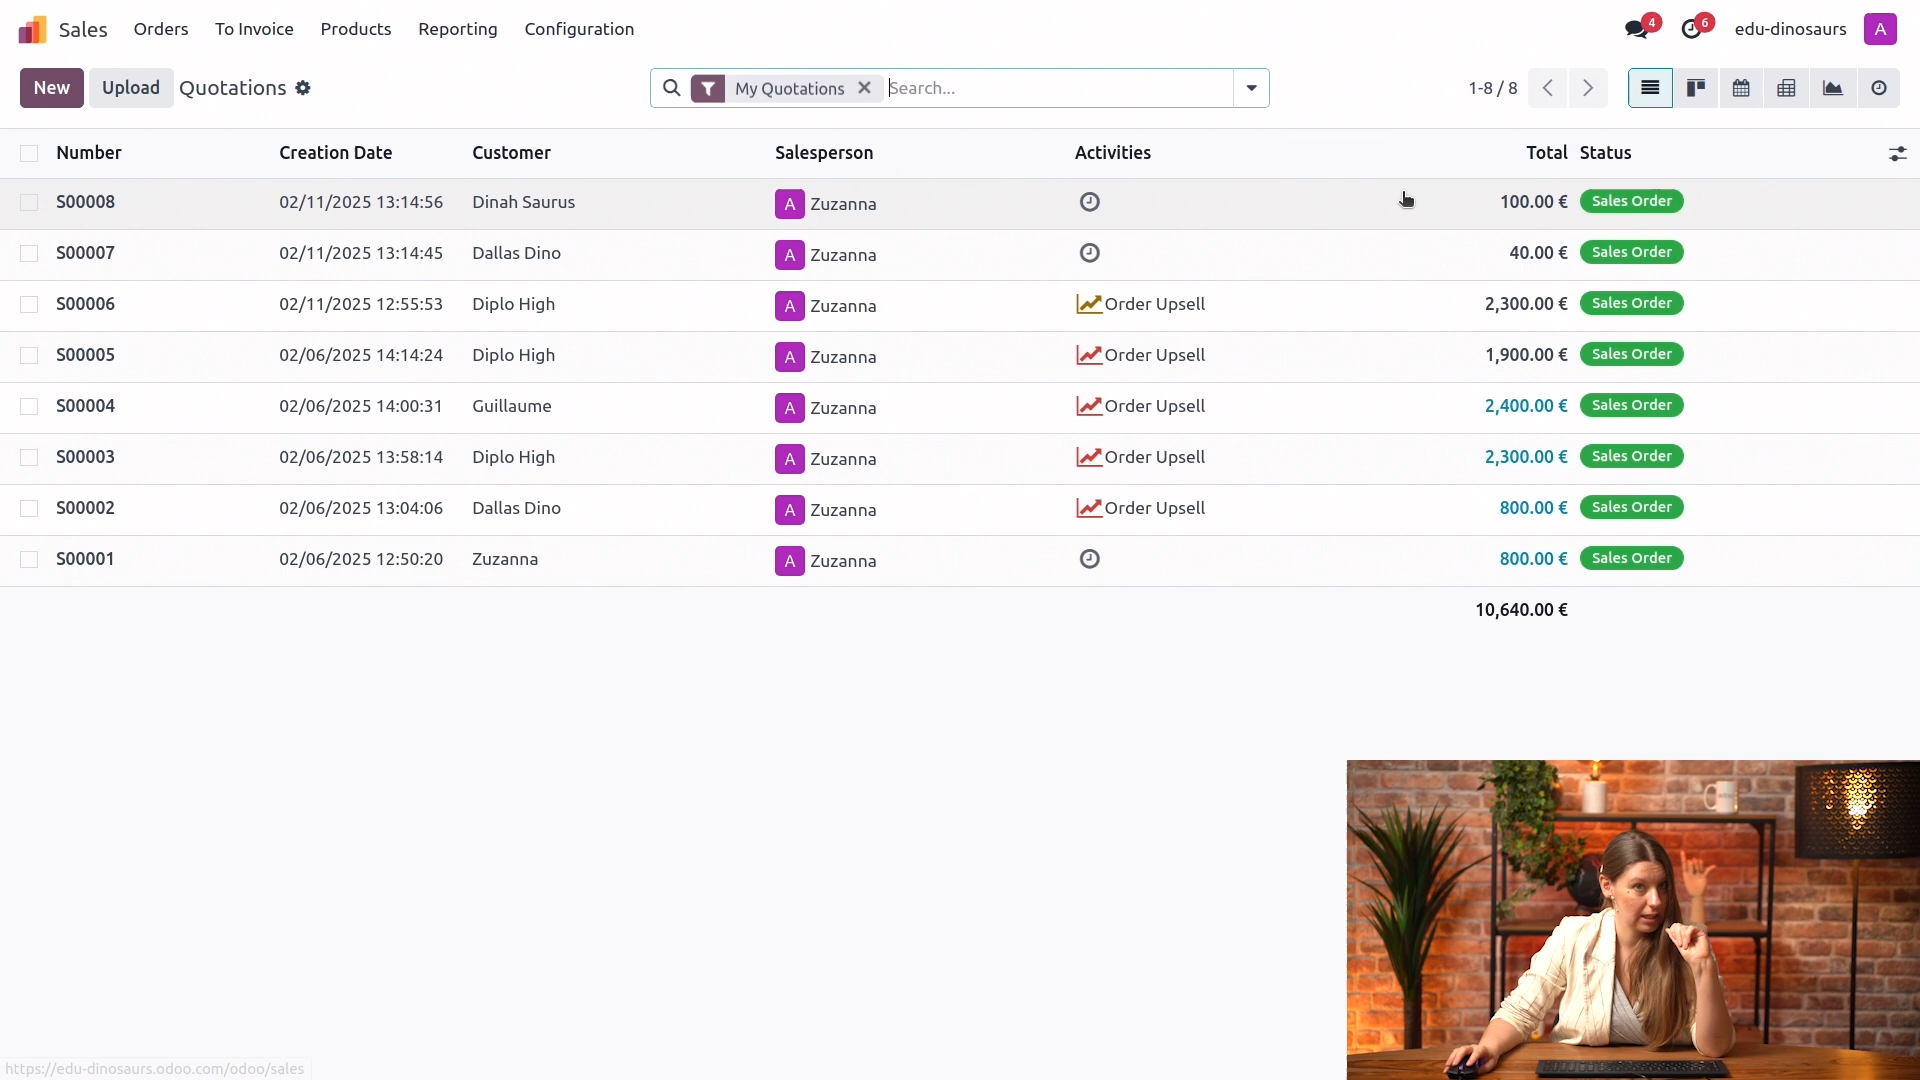 Sales Orders To Invoice Products Reporting Configuration 4 6 edu-dinosaurs A
New Upload Quotations My Quotations Search... 1-8 / 8
Number Creation Date Customer Salesperson Activities Total Status
S00008 02/11/2025 13:14:56 Dinah Saurus A Zuzanna 100.00 € Sales Order
S00007 02/11/2025 13:14:45 Dallas Dino A Zuzanna 40.00 € Sales Order
S00006 02/11/2025 12:55:53 Diplo High A Zuzanna Order Upsell 2,300.00 € Sales Order
S00005 02/06/2025 14:14:24 Diplo High A Zuzanna Order Upsell 1,900.00 € Sales Order
S00004 02/06/2025 14:00:31 Guillaume A Zuzanna Order Upsell 2,400.00 € Sales Order
S00003 02/06/2025 13:58:14 Diplo High A Zuzanna Order Upsell 2,300.00 € Sales Order
S00002 02/06/2025 13:04:06 Dallas Dino A Zuzanna Order Upsell 800.00 € Sales Order
S00001 02/06/2025 12:50:20 Zuzanna A Zuzanna 800.00 € Sales Order
10,640.00 €
https://edu-dinosaurs.odoo.com/odoo/sales